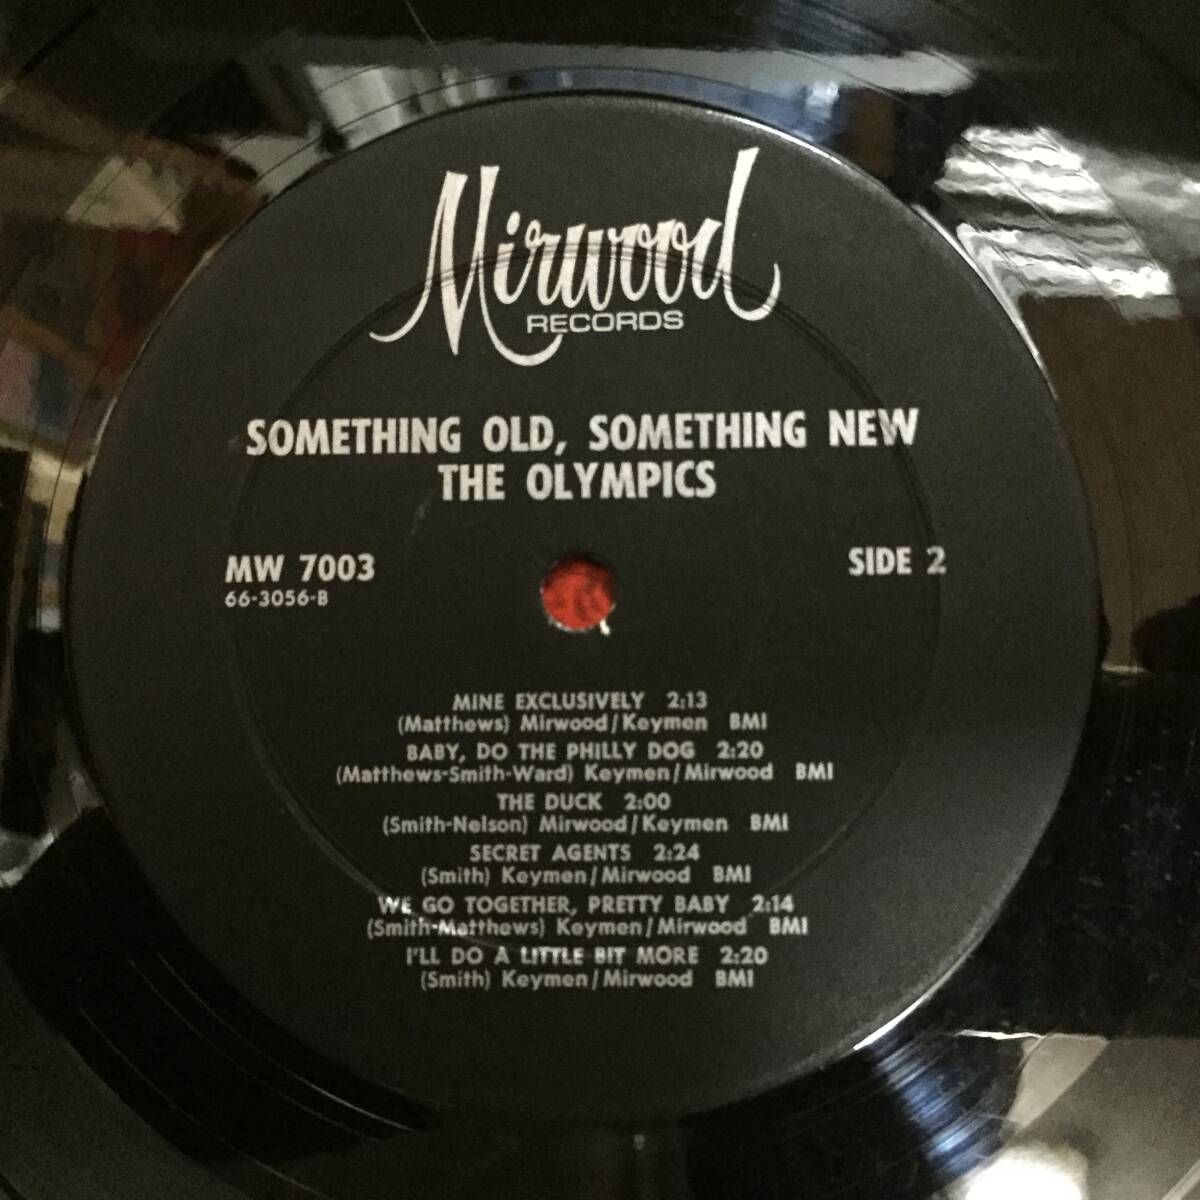 Mirwood
RECORDS
SOMETHING OLD, SOMETHING NEW
THE OLYMPICS
MW 7003
SIDE 2
66-3056-B
MINE EXCLUSIVELY 2:13
(Matthews) Mirwood/Keymen BMI
BABY, DO THE PHILLY DOG 2:20
(Matthews-Smith-Ward) Keymen/Mirwood BMI
THE DUCK 2:00
(Smith-Nelson) Mirwood/Keymen BMI
SECRET AGENTS 2:24
(Smith) Keymen/Mirwood BMI
WE GO TOGETHER, PRETTY BABY 2:14
(Smith-Matthews) Keymen/Mirwood BMI
I'LL DO A LITTLE BIT MORE 2:20
(Smith) Keymen/Mirwood BMI